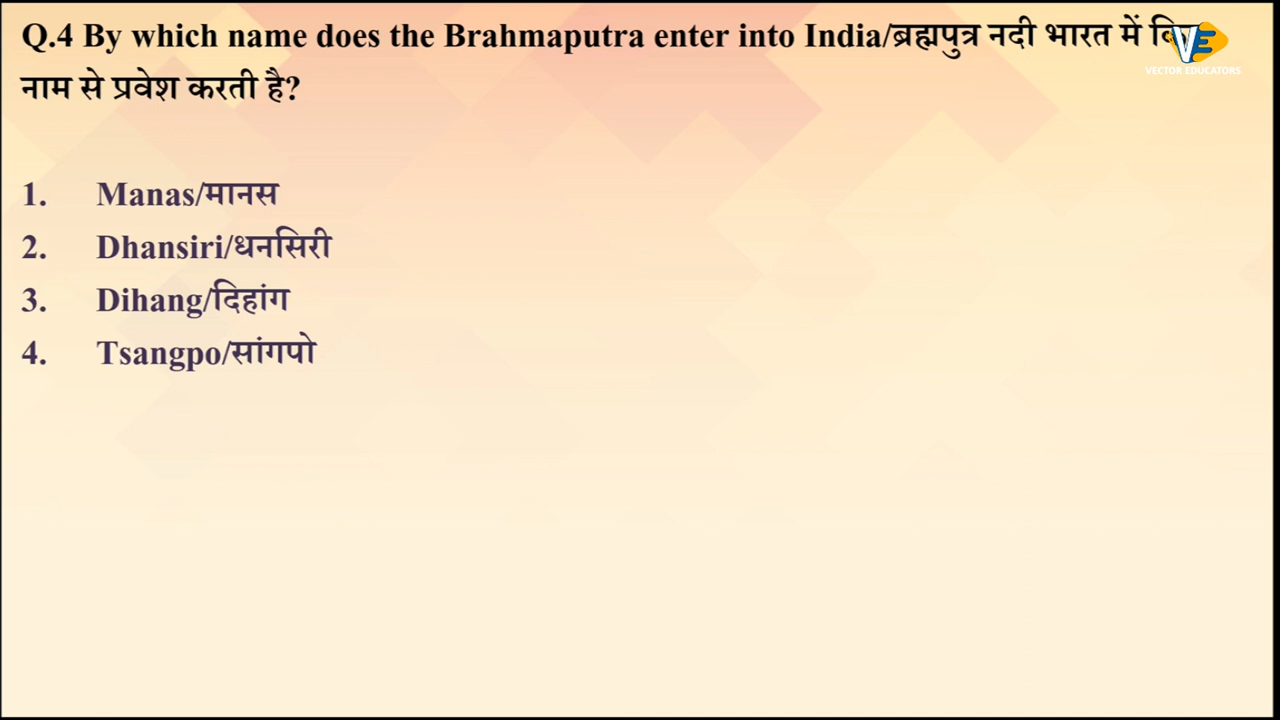 Q.4 By which name does the Brahmaputra enter into India/ब्रह्मपुत्र नदी भारत में
नाम से प्रवेश करती है?
1. Manas/मानस
2. Dhansiri/धनसिरी
3. Dihang/दिहांग
4. Tsangpo/सांगपो
VE
VECTOR EDUCATORS